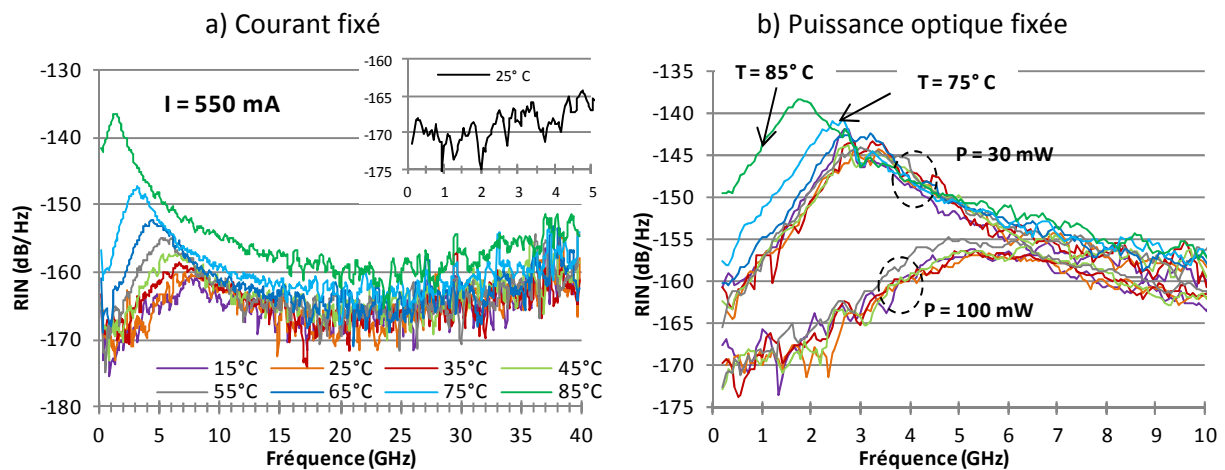 a) Courant fixé
RIN (dB/Hz)
-130
-140
-150
-160
-170
-180
I = 550 mA
25° C
-160
-165
-170
-175
0 1 2 3 4 5
15°C 25°C 35°C 45°C
55°C 65°C 75°C 85°C
0 5 10 15 20 25 30 35 40
Fréquence (GHz)
b) Puissance optique fixée
RIN (dB/Hz)
-135
-140
-145
-150
-155
-160
-165
-170
-175
T = 85° C
T = 75° C
P = 30 mW
P = 100 mW
0 1 2 3 4 5 6 7 8 9 10
Fréquence (GHz)